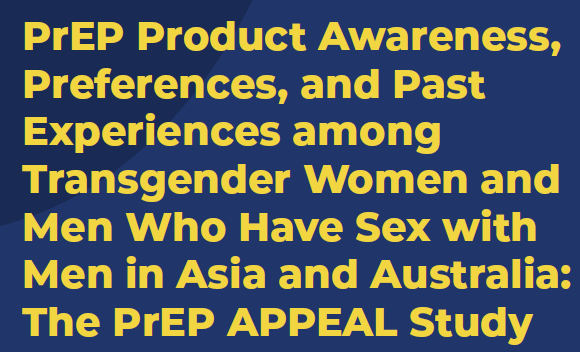 PrEP Product Awareness,
Preferences, and Past
Experiences among
Transgender Women and
Men Who Have Sex with
Men in Asia and Australia:
The PrEP APPEAL Study